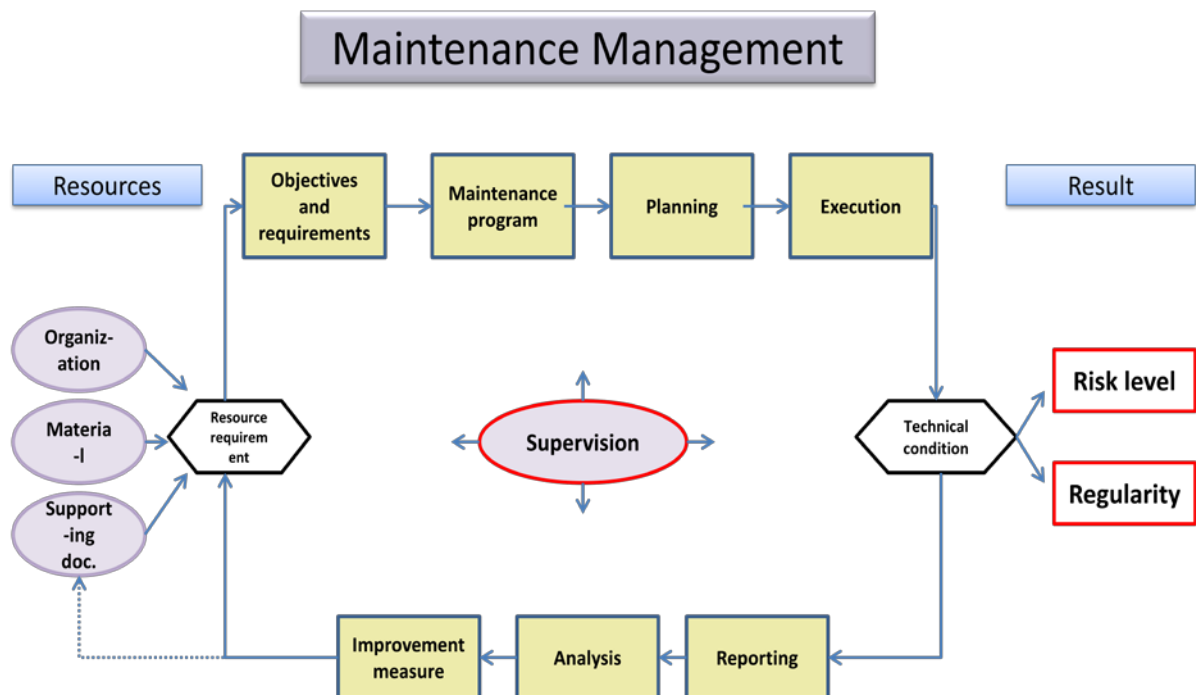 Maintenance Management
Resources
Objectives
and
requirements
Maintenance
program
Planning
Execution
Result
Organiz-
ation
Materia
-l
Support
-ing
doc.
Resource
requirem
ent
Supervision
Technical
condition
Risk level
Regularity
Improvement
measure
Analysis
Reporting